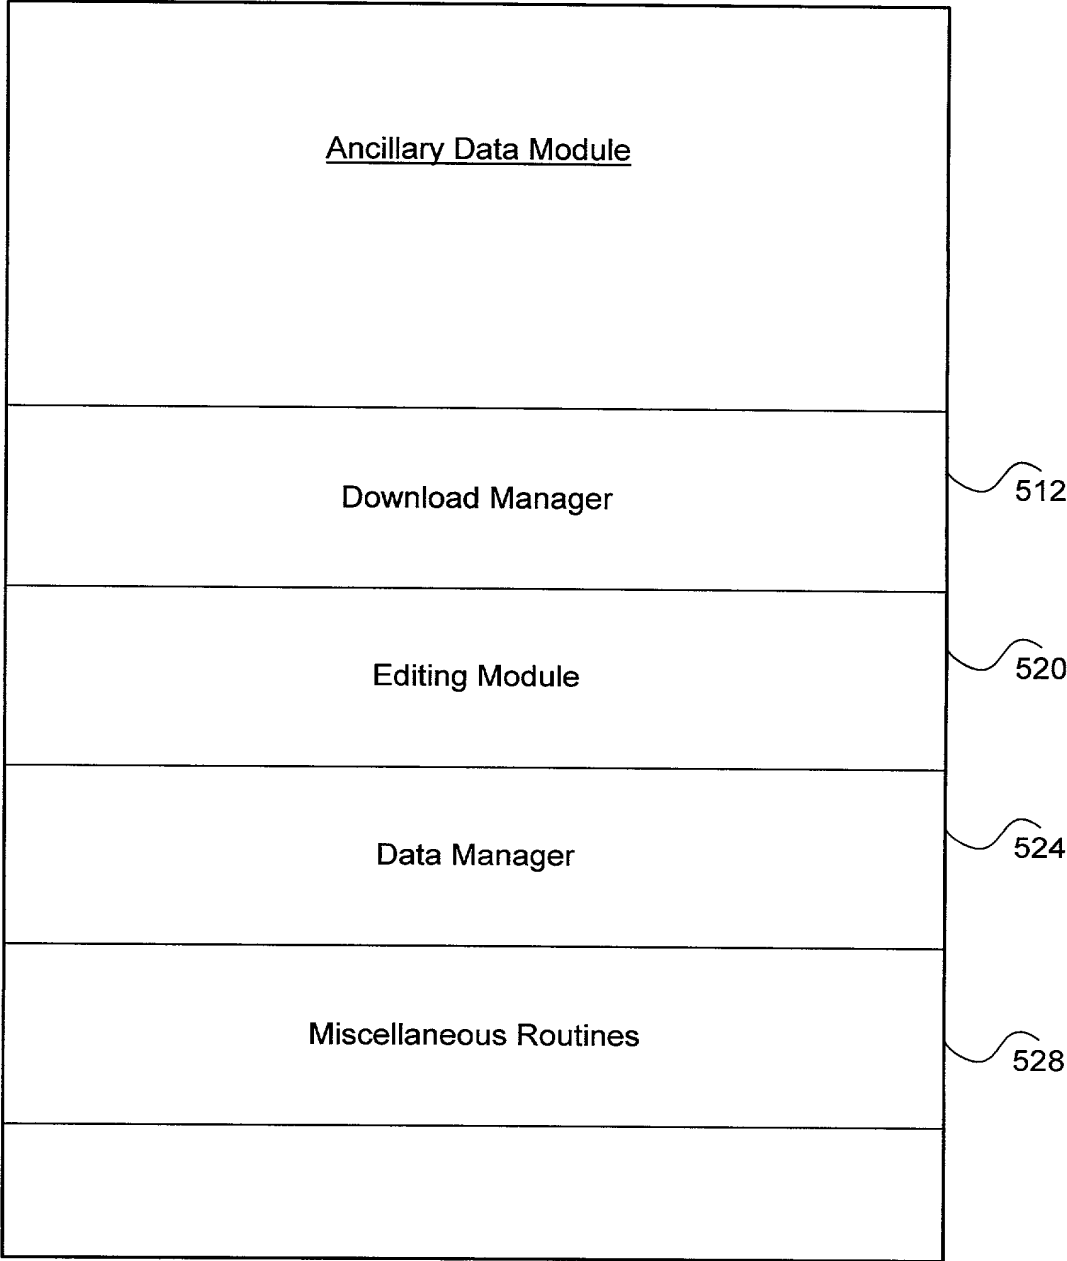 Ancillary Data Module
Download Manager
512
Editing Module
520
Data Manager
524
Miscellaneous Routines
528